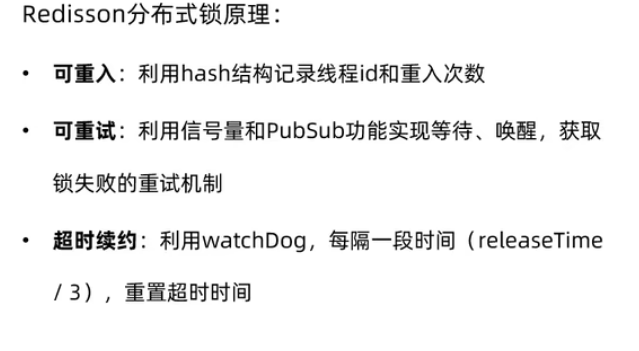 Redisson分布式锁原理：
• 可重入：利用hash结构记录线程id和重入次数
• 可重试：利用信号量和PubSub功能实现等待、唤醒，获取
锁失败的重试机制
• 超时续约：利用watchDog，每隔一段时间（releaseTime
/ 3），重置超时时间